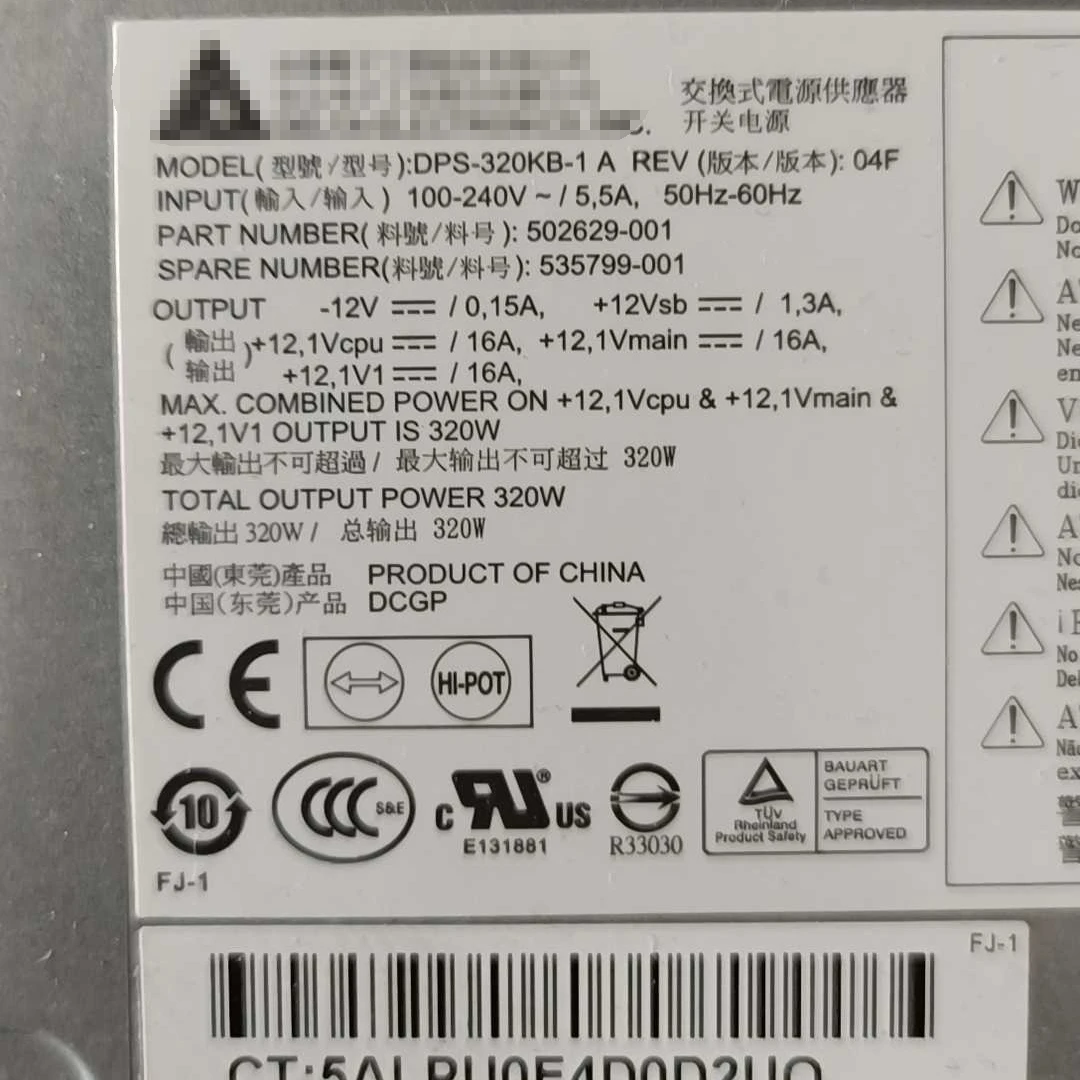 交換式電源供應器
开关电源
MODEL(型號/型号):DPS-320KB-1 A REV (版本/版本): 04F
INPUT(輸入/输入) 100-240V ~ / 5,5A, 50Hz-60Hz
PART NUMBER(料號/料号): 502629-001
SPARE NUMBER(料號/料号): 535799-001
OUTPUT -12V / 0,15A, +12Vsb / 1,3A,
(輸出 +12,1Vcpu / 16A, +12,1Vmain / 16A,
输出) +12,1V1 / 16A,
MAX. COMBINED POWER ON +12,1Vcpu & +12,1Vmain &
+12,1V1 OUTPUT IS 320W
最大輸出不可超過/ 最大输出不可超过 320W
TOTAL OUTPUT POWER 320W
總輸出 320W / 总输出 320W
中國(東莞)產品 PRODUCT OF CHINA
中国(东莞)产品 DCGP
CE
HI-POT
10
CCC S&E
c RU ® US
E131881
R33030
TÜV
Rheinland
Product Safety
BAUART
GEPRÜFT
TYPE
APPROVED
FJ-1
FJ-1